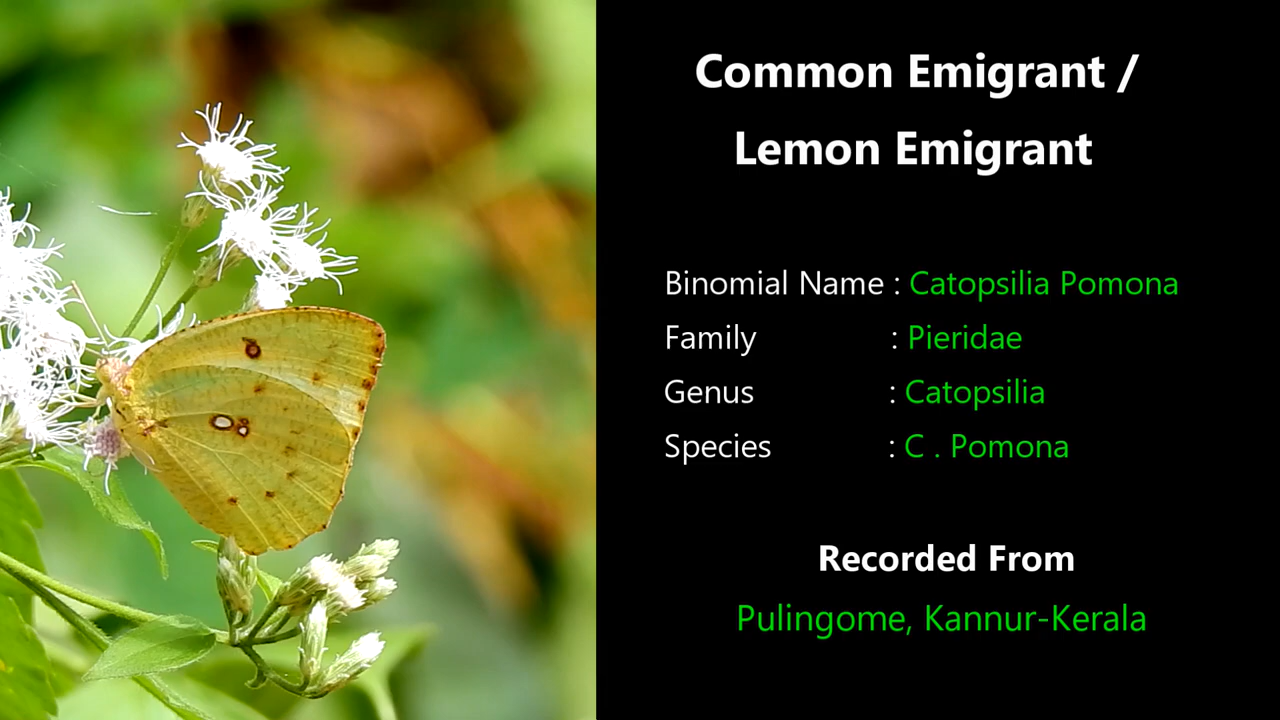 Common Emigrant /
Lemon Emigrant
Binomial Name : Catopsilia Pomona
Family : Pieridae
Genus : Catopsilia
Species : C . Pomona
Recorded From
Pulingome, Kannur-Kerala